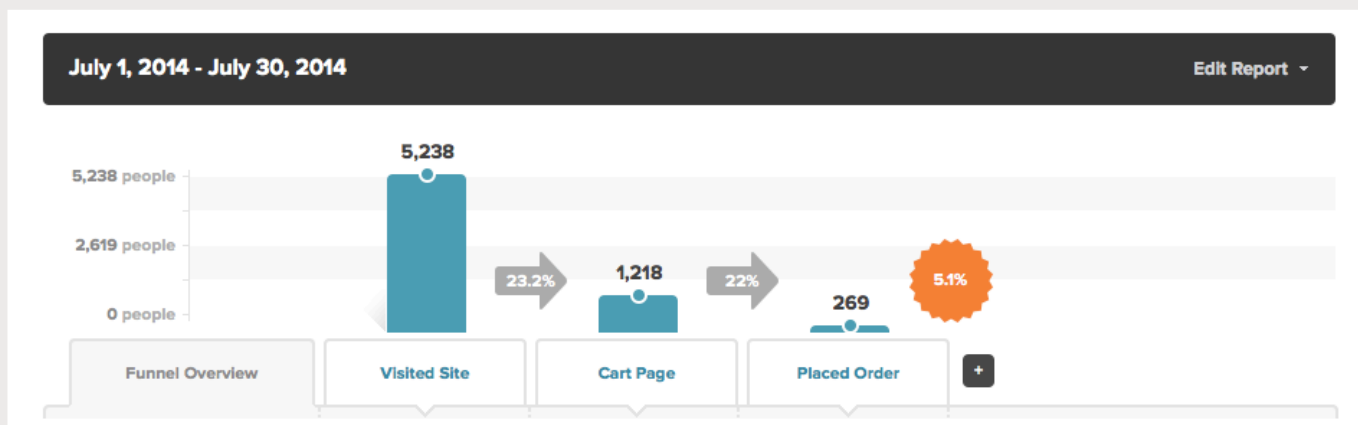 July 1, 2014 - July 30, 2014
Edit Report
5,238
5,238 people
2,619 people
23.2%
1,218
22%
5.1%
269
0 people
Funnel Overview
Visited Site
Cart Page
Placed Order
+